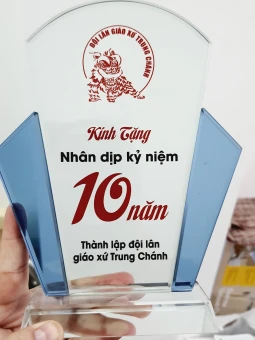 ĐỘI LÂN GIÁO XỨ TRUNG CHÁNH
Kính Tặng
Nhân dịp kỷ niệm
10 năm
Thành lập đội lân
giáo xứ Trung Chánh